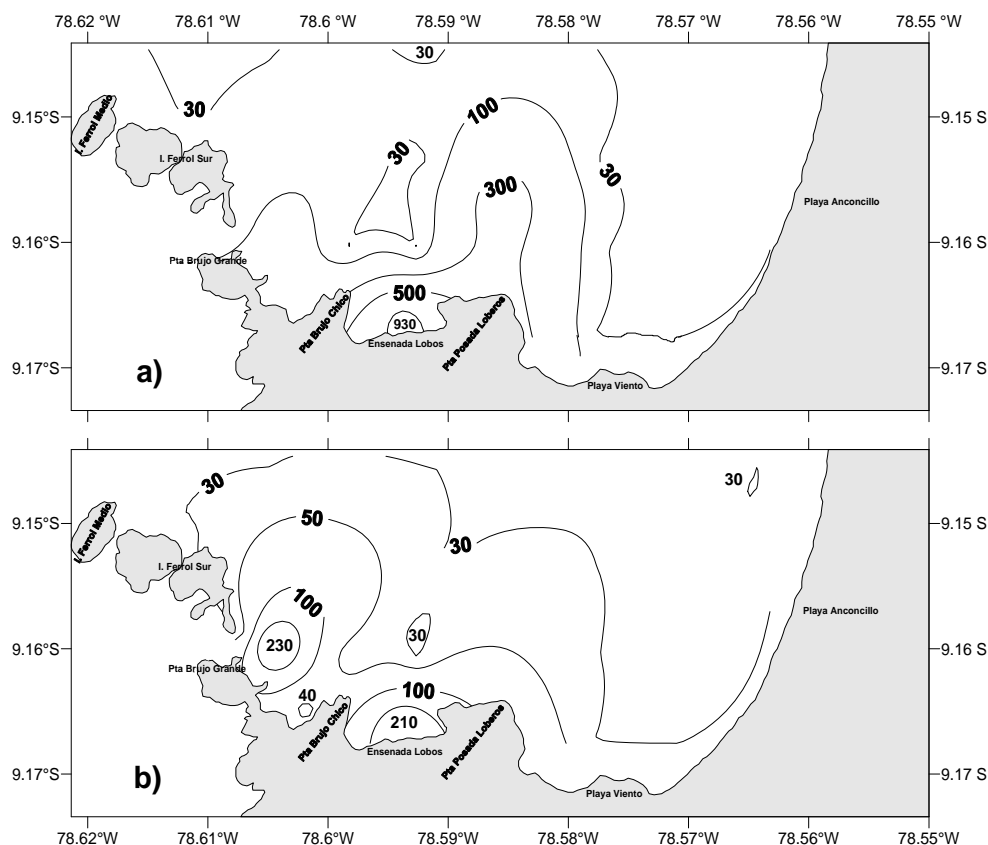 78.62 °W 78.61°W 78.6 °W 78.59°W 78.58°W 78.57°W 78.56°W 78.55 °W
30
30
9.15°S 100 9.15 °S
I. Ferrol Medio
30
I. Ferrol Sur
30
300
Playa Anconcillo
9.16°S 9.16 °S
Pta Brujo Grande
500
930
Pta Brujo Chico
Ensenada Lobos
Pta Posada Loberos
9.17°S 9.17 °S
a)
Playa Viento
30
30
50
9.15°S 9.15°S
I. Ferrol Medio
30
I. Ferrol Sur
100
Playa Anconcillo
30
230
9.16°S 9.16 °S
Pta Brujo Grande
40
100
210
Pta Brujo Chico
Ensenada Lobos
Pta Posada Loberos
9.17°S 9.17 °S
b)
Playa Viento
78.62°W 78.61°W 78.6°W 78.59°W 78.58°W 78.57°W 78.56°W 78.55°W